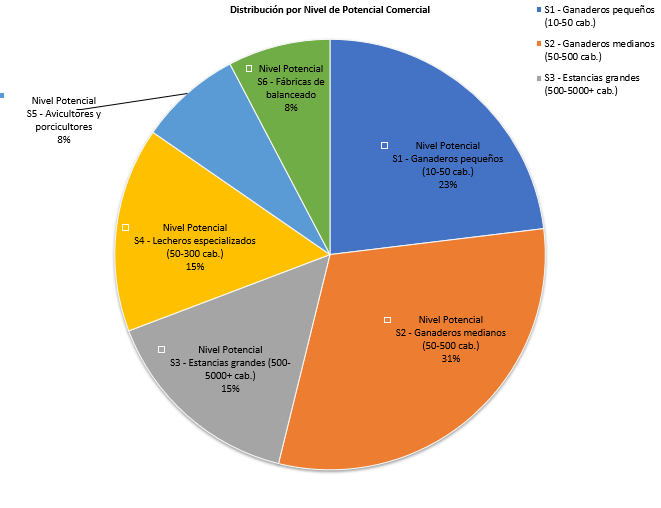 Distribución por Nivel de Potencial Comercial
S1 - Ganaderos pequeños
(10-50 cab.)
S2 - Ganaderos medianos
(50-500 cab.)
S3 - Estancias grandes
(500-5000+ cab.)
Nivel Potencial
S6 - Fábricas de
balanceado
8%
Nivel Potencial
S5 - Avicultores y
porcicultores
8%
Nivel Potencial
S1 - Ganaderos pequeños
(10-50 cab.)
23%
Nivel Potencial
S4 - Lecheros especializados
(50-300 cab.)
15%
Nivel Potencial
S2 - Ganaderos medianos
(50-500 cab.)
31%
Nivel Potencial
S3 - Estancias grandes (500-
5000+ cab.)
15%